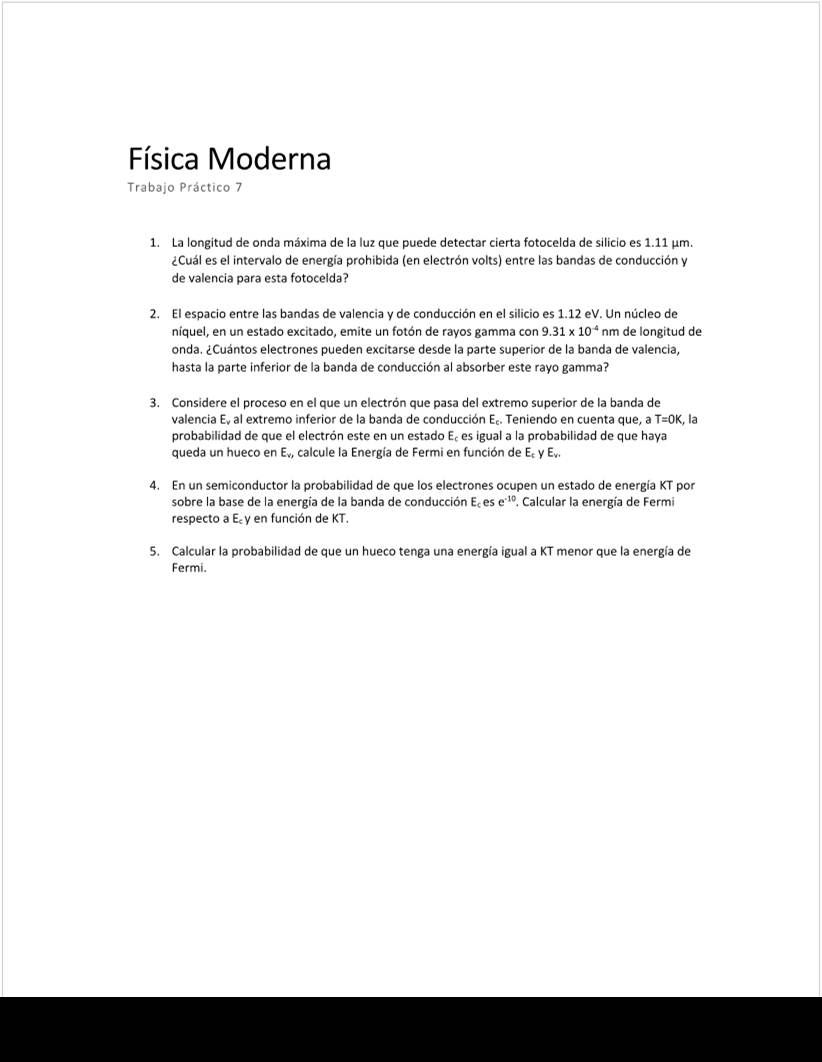 Física Moderna
Trabajo Práctico 7
1. La longitud de onda máxima de la luz que puede detectar cierta fotocelda de silicio es 1.11 µm.
¿Cuál es el intervalo de energía prohibida (en electrón volts) entre las bandas de conducción y
de valencia para esta fotocelda?
2. El espacio entre las bandas de valencia y de conducción en el silicio es 1.12 eV. Un núcleo de
níquel, en un estado excitado, emite un fotón de rayos gamma con 9.31 x 10⁻⁴ nm de longitud de
onda. ¿Cuántos electrones pueden excitarse desde la parte superior de la banda de valencia,
hasta la parte inferior de la banda de conducción al absorber este rayo gamma?
3. Considere el proceso en el que un electrón que pasa del extremo superior de la banda de
valencia Eᵥ al extremo inferior de la banda de conducción E꜀. Teniendo en cuenta que, a T=0K, la
probabilidad de que el electrón este en un estado E꜀ es igual a la probabilidad de que haya
queda un hueco en Eᵥ, calcule la Energía de Fermi en función de E꜀ y Eᵥ.
4. En un semiconductor la probabilidad de que los electrones ocupen un estado de energía KT por
sobre la base de la energía de la banda de conducción E꜀ es e⁻¹⁰. Calcular la energía de Fermi
respecto a E꜀ y en función de KT.
5. Calcular la probabilidad de que un hueco tenga una energía igual a KT menor que la energía de
Fermi.